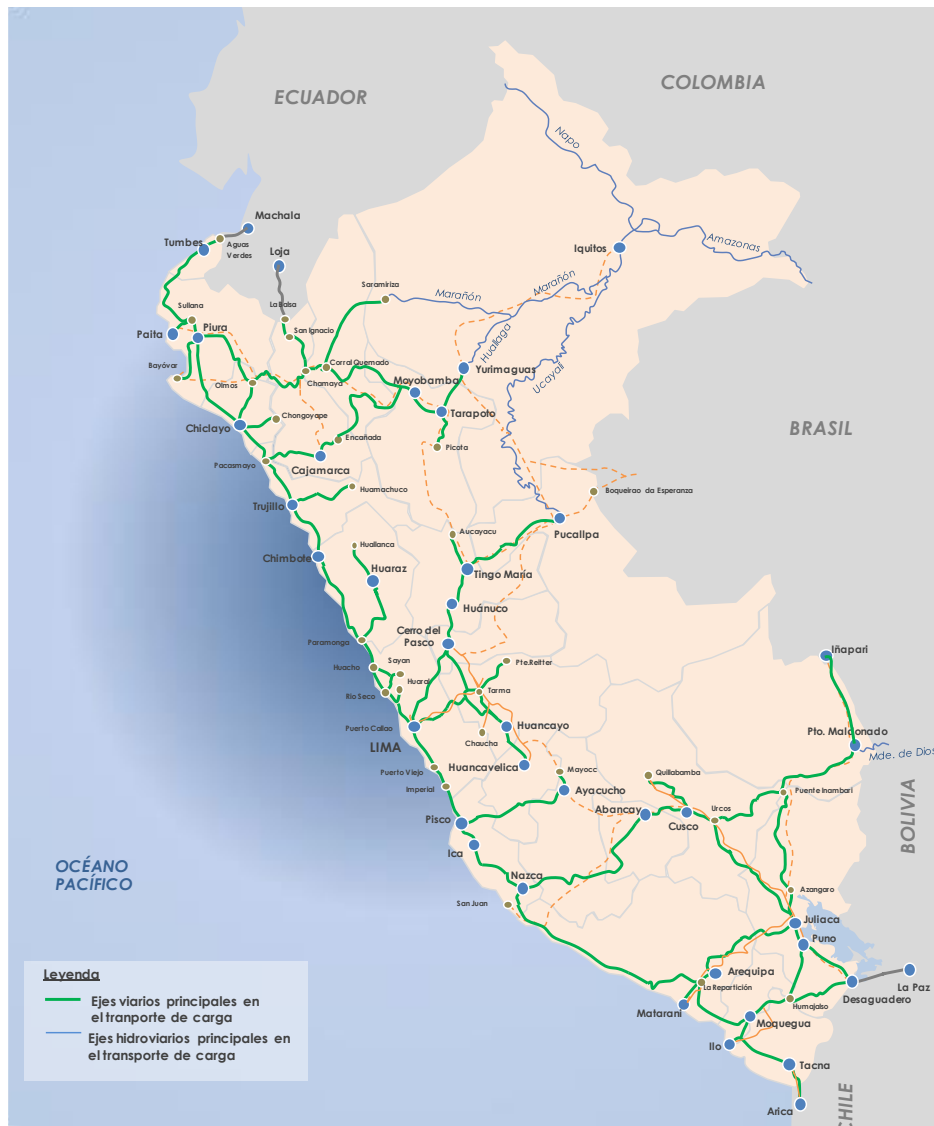 ECUADOR
COLOMBIA
Napo
Machala
Tumbes
Aguas
Verdes
Loja
Iquitos
Amazonas
Saramiriza
Marañón
Marañón
La Balsa
Sullana
Piura
San Ignacio
Paita
Huallaga
Bayóvar
Corral Quemado
Yurimaguas
Ucayali
Olmos
Chamaya
Moyobamba
Tarapoto
BRASIL
Chiclayo
Chongoyape
Encañada
Picota
Pacasmayo
Cajamarca
Huamachuco
Boqueirao da Esperanza
Trujillo
Pucallpa
Aucayacu
Huallanca
Chimbote
Huaraz
Tingo María
Huánuco
Cerro del
Pasco
Paramonga
Iñapari
Sayan
Huacho
Pte.Reitter
Huaral
Rio Seco
Tarma
Puerto Callao
Huancayo
Pto. Maldonado
LIMA
Chaucha
Mde. de Dios
Puerto Viejo
Huancavelica
Mayocc
Quillabamba
Imperial
Ayacucho
Puente Inambari
Abancay
Urcos
Cusco
Pisco
BOLIVIA
Ica
OCÉANO
PACÍFICO
Nazca
Azangaro
San Juan
Juliaca
Puno
Leyenda
Arequipa
La Paz
Ejes viarios principales en
el tranporte de carga
La Repartición
Desaguadero
Humajalso
Matarani
Moquegua
Ejes hidroviarios principales en
el transporte de carga
Ilo
Tacna
Arica
CHILE